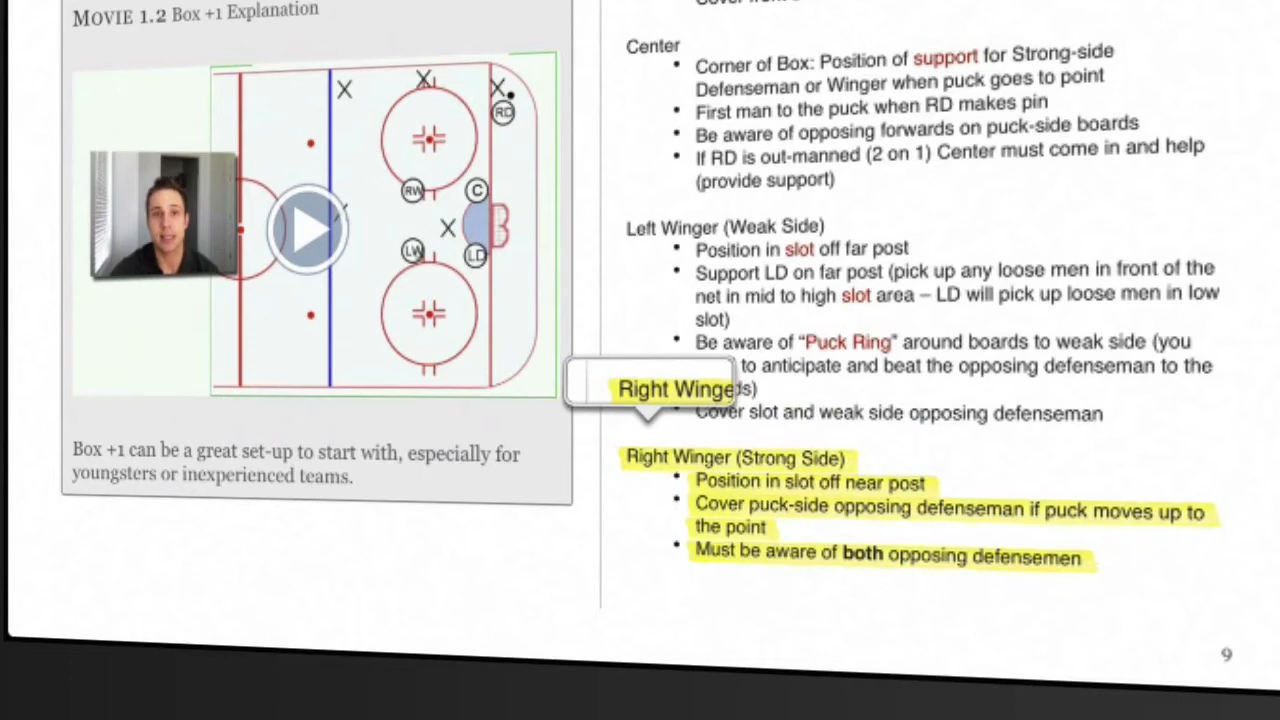 MOVIE 1.2 Box +1 Explanation
X
X
X
RD
RW
C
X
LW
LD
Box +1 can be a great set-up to start with, especially for
youngsters or inexperienced teams.
Center
• Corner of Box: Position of support for Strong-side
Defenseman or Winger when puck goes to point
• First man to the puck when RD makes pin
• Be aware of opposing forwards on puck-side boards
• If RD is out-manned (2 on 1) Center must come in and help
(provide support)
Left Winger (Weak Side)
• Position in slot off far post
• Support LD on far post (pick up any loose men in front of the
net in mid to high slot area – LD will pick up loose men in low
slot)
• Be aware of “Puck Ring” around boards to weak side (you
to anticipate and beat the opposing defenseman to the
Right Winge
• Cover slot and weak side opposing defenseman
Right Winger (Strong Side)
• Position in slot off near post
• Cover puck-side opposing defenseman if puck moves up to
the point
• Must be aware of both opposing defensemen
9